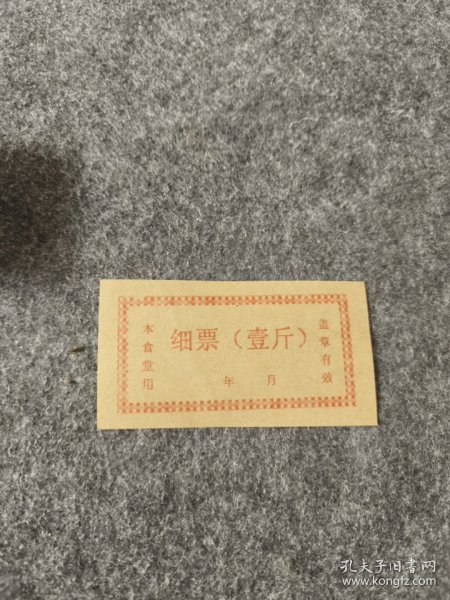 本食堂用
细票（壹斤）
年 月
盖章有效
孔夫子旧书网
www.kongfz.com